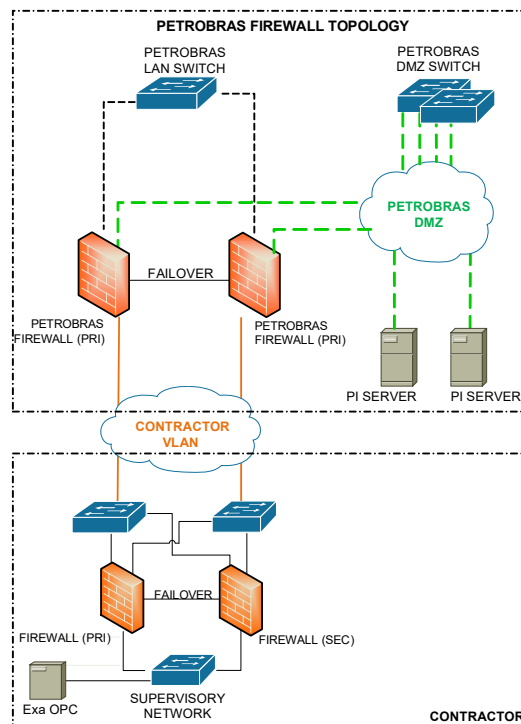 PETROBRAS FIREWALL TOPOLOGY
PETROBRAS
LAN SWITCH
PETROBRAS
DMZ SWITCH
PETROBRAS
DMZ
FAILOVER
PETROBRAS
FIREWALL (PRI)
PETROBRAS
FIREWALL (PRI)
PI SERVER
PI SERVER
CONTRACTOR
VLAN
FAILOVER
FIREWALL (PRI)
FIREWALL (SEC)
Exa OPC
SUPERVISORY
NETWORK
CONTRACTOR